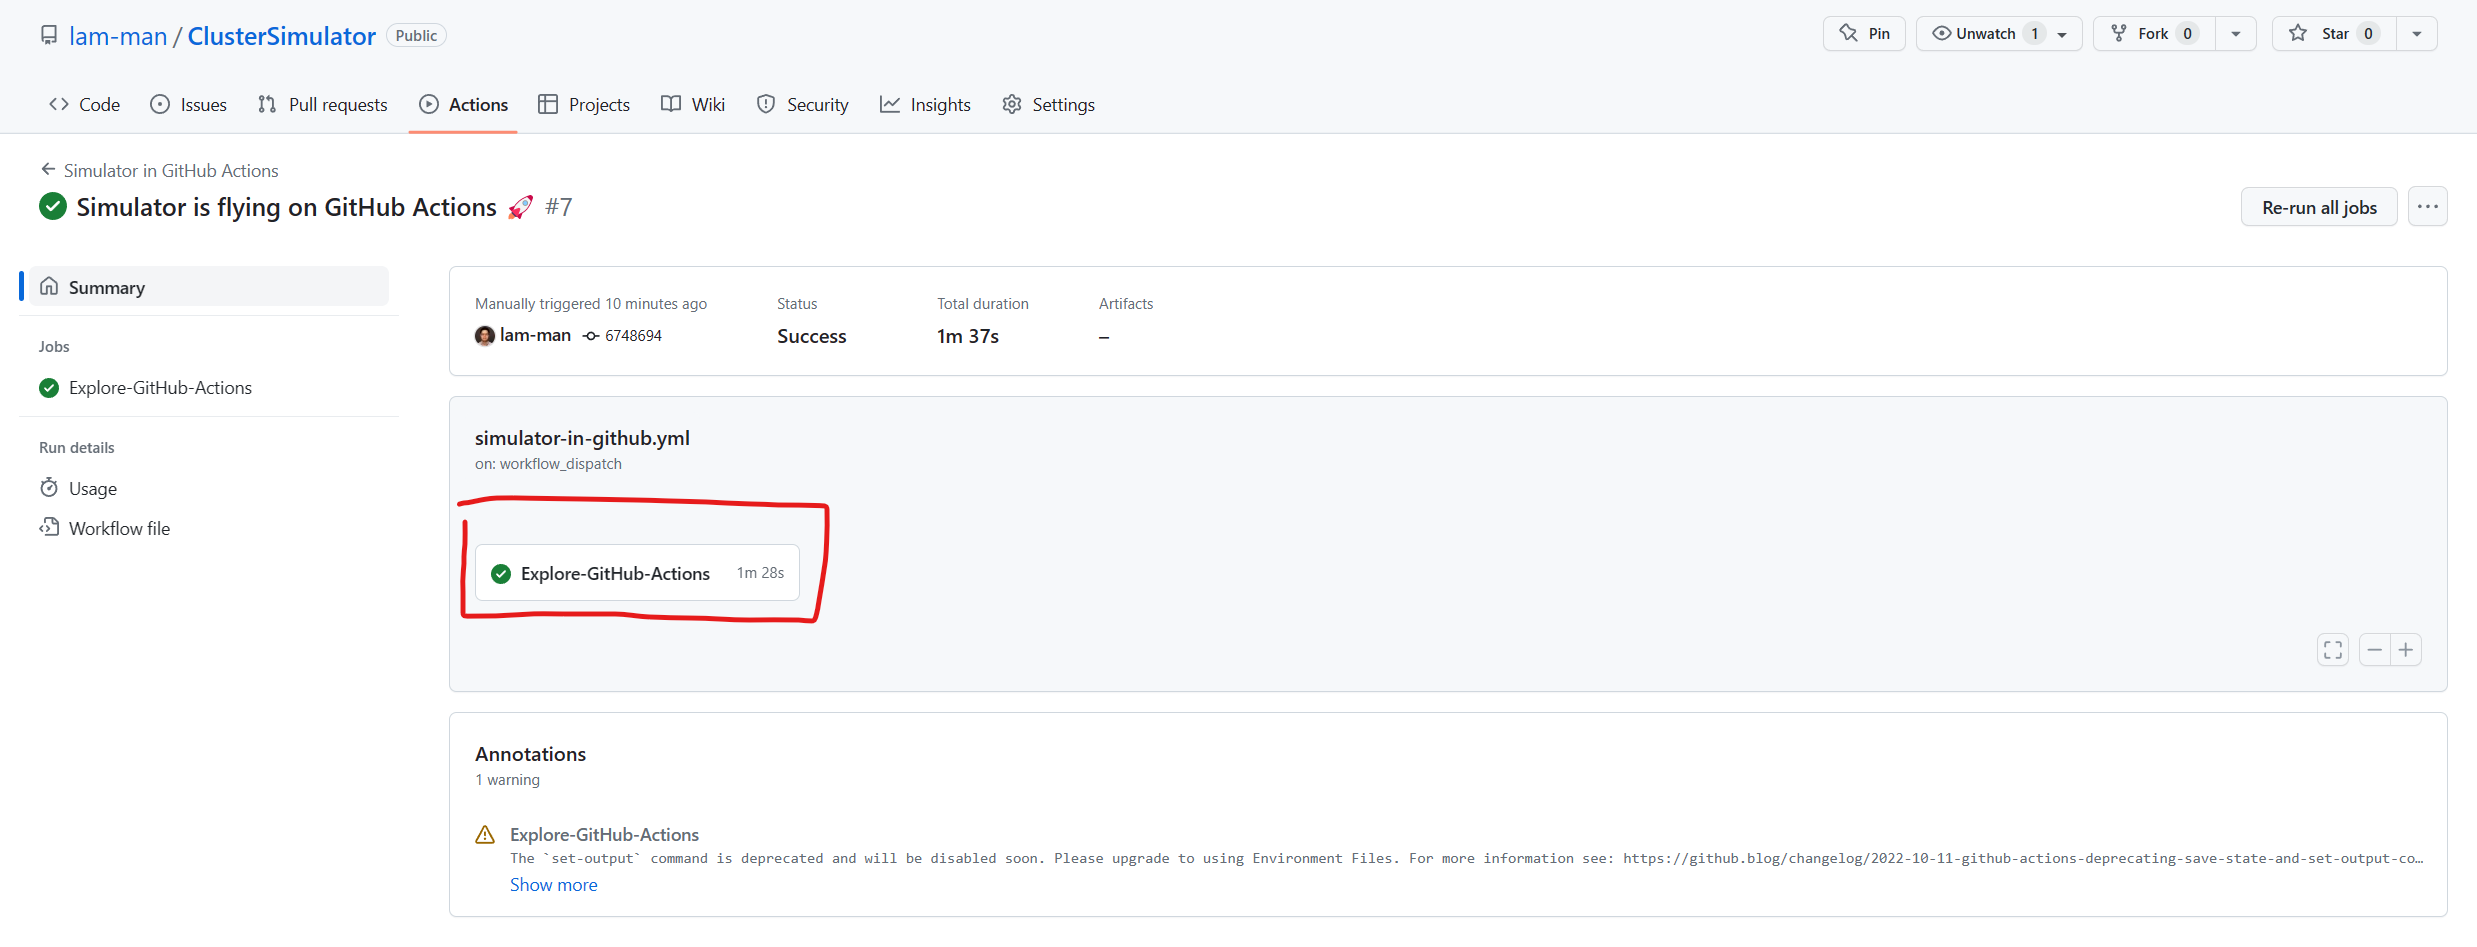 lam-man / ClusterSimulator Public
Pin
Unwatch 1
Fork 0
Star 0
Code
Issues
Pull requests
Actions
Projects
Wiki
Security
Insights
Settings
Simulator in GitHub Actions
Simulator is flying on GitHub Actions 🚀 #7
Re-run all jobs
Summary
Jobs
Explore-GitHub-Actions
Run details
Usage
Workflow file
Manually triggered 10 minutes ago
lam-man 6748694
Status
Success
Total duration
1m 37s
Artifacts
–
simulator-in-github.yml
on: workflow_dispatch
Explore-GitHub-Actions 1m 28s
Annotations
1 warning
Explore-GitHub-Actions
The `set-output` command is deprecated and will be disabled soon. Please upgrade to using Environment Files. For more information see: https://github.blog/changelog/2022-10-11-github-actions-deprecating-save-state-and-set-output-co…
Show more